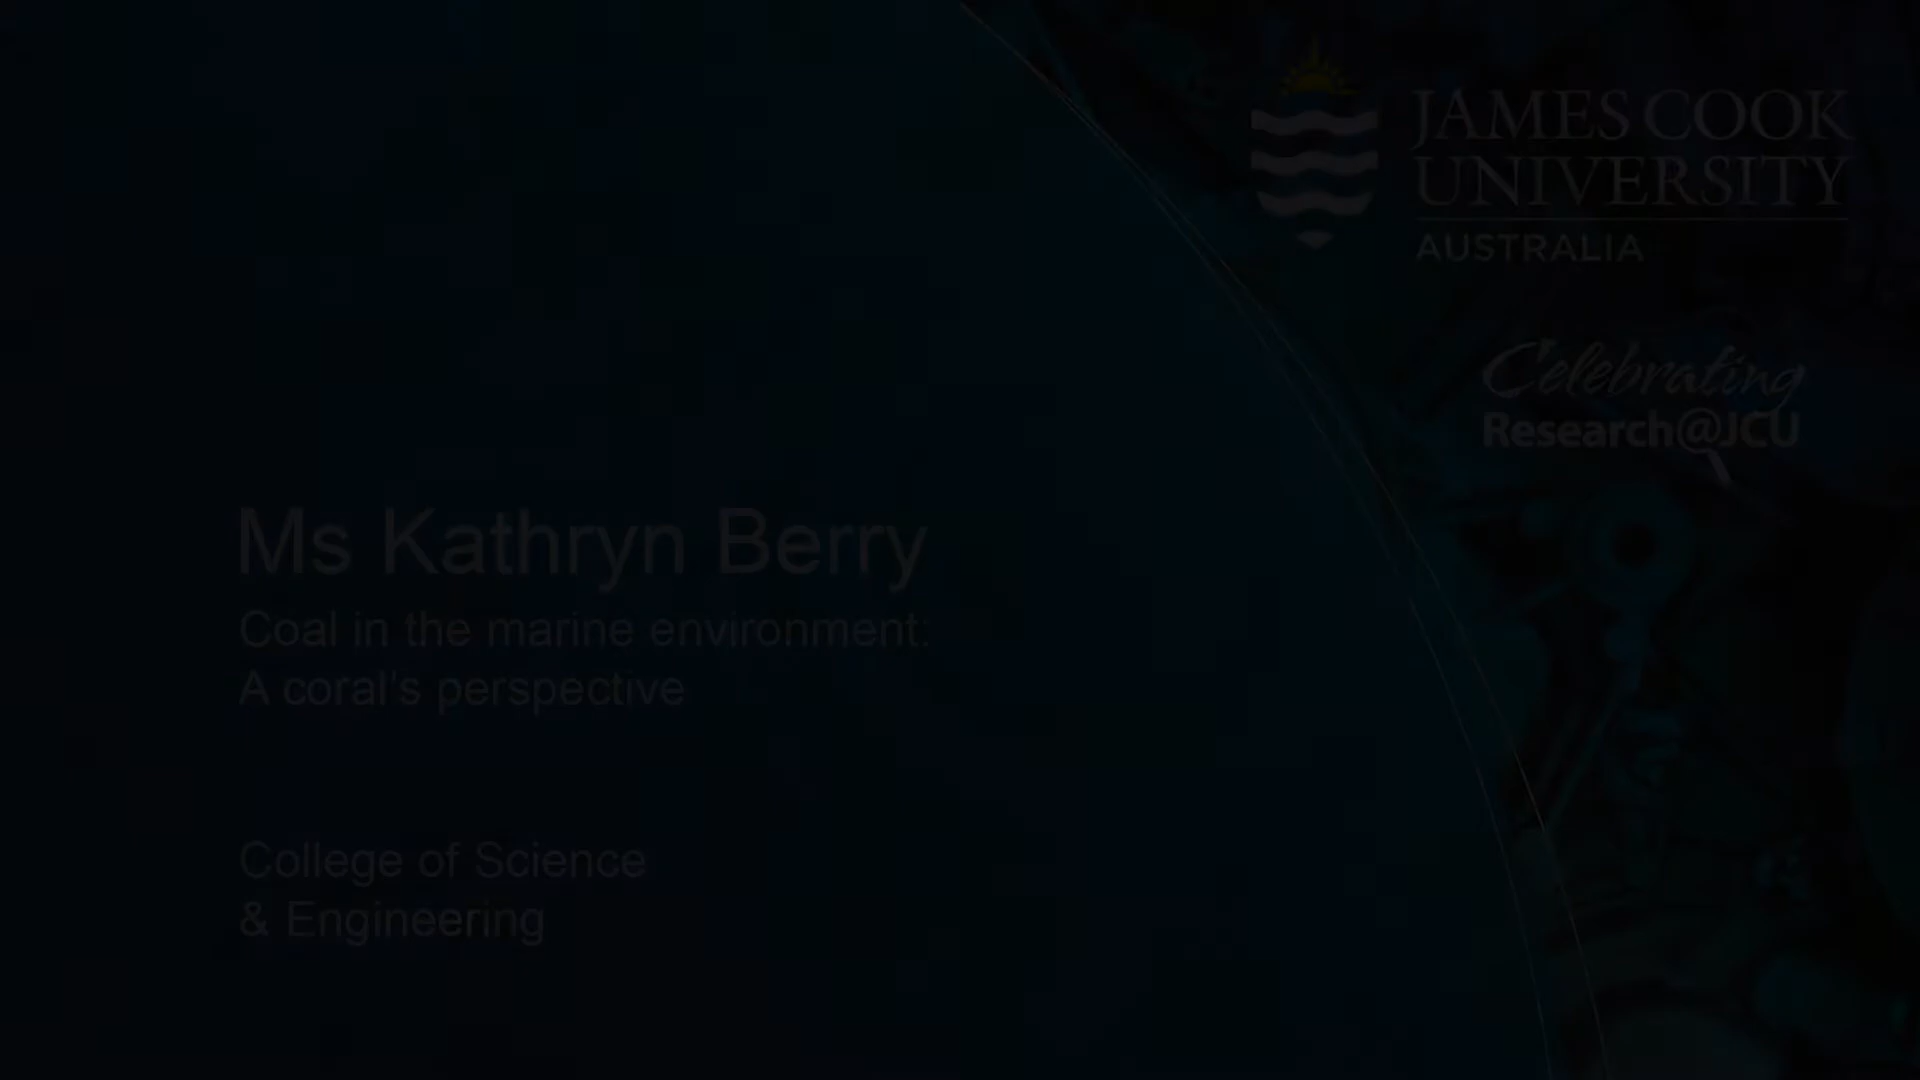 JAMES COOK
UNIVERSITY
AUSTRALIA
Celebrating
Research@JCU
Ms Kathryn Berry
Coal in the marine environment:
A coral's perspective
College of Science
& Engineering